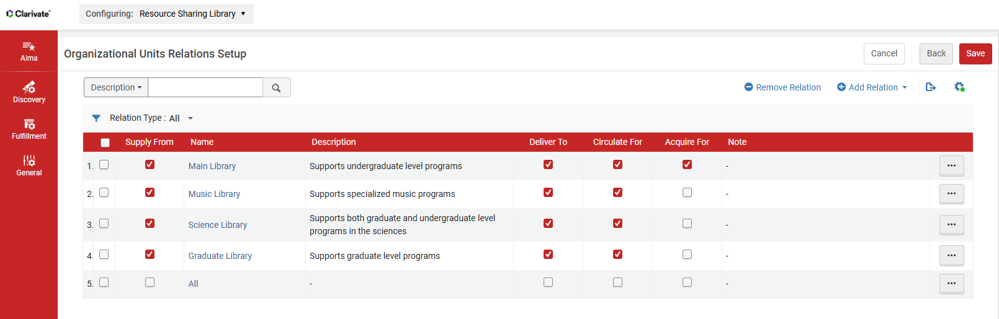 Clarivate™
Configuring: Resource Sharing Library
Alma
Discovery
Fulfillment
General
Organizational Units Relations Setup
Cancel
Back
Save
Description
Remove Relation
Add Relation
Relation Type : All
Supply From Name Description Deliver To Circulate For Acquire For Note
1. Main Library Supports undergraduate level programs -
2. Music Library Supports specialized music programs -
3. Science Library Supports both graduate and undergraduate level
programs in the sciences -
4. Graduate Library Supports graduate level programs -
5. All - -